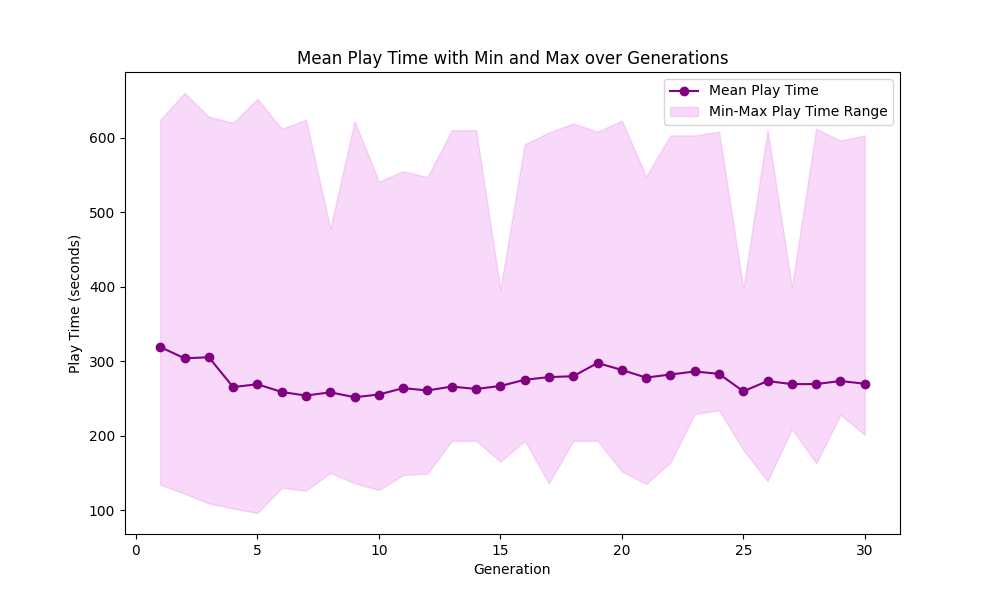 Mean Play Time with Min and Max over Generations
Mean Play Time
Min-Max Play Time Range
Play Time (seconds)
600
500
400
300
200
100
0 5 10 15 20 25 30
Generation